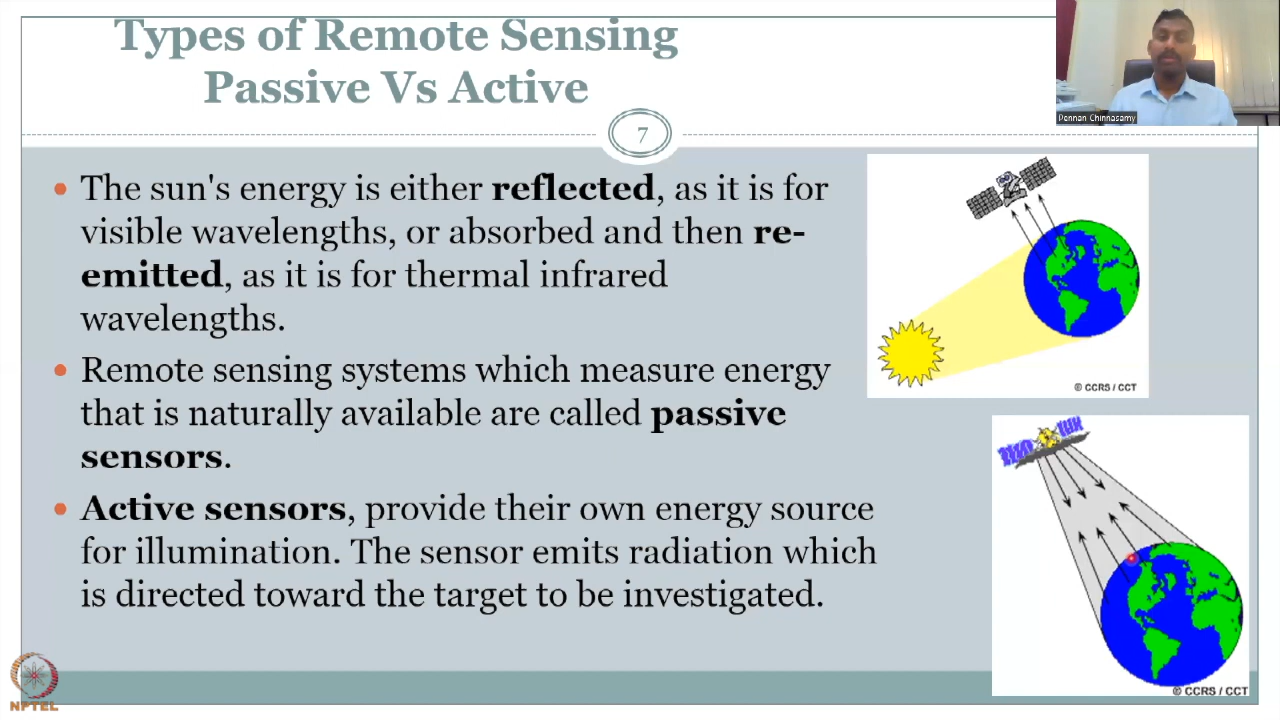 Types of Remote Sensing
Passive Vs Active
Pennan Chinnasamy
7
• The sun's energy is either reflected, as it is for
visible wavelengths, or absorbed and then re-
emitted, as it is for thermal infrared
wavelengths.
• Remote sensing systems which measure energy
that is naturally available are called passive
sensors.
• Active sensors, provide their own energy source
for illumination. The sensor emits radiation which
is directed toward the target to be investigated.
© CCRS / CCT
© CCRS / CCT
NPTEL